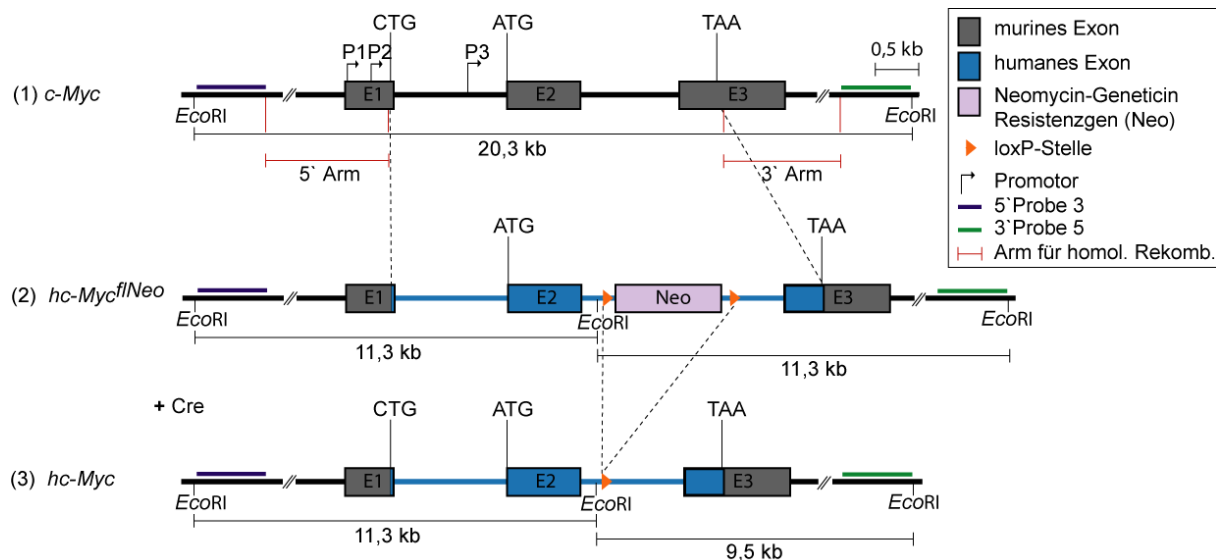 CTG ATG TAA
P1 P2 P3
0,5 kb
(1) c-Myc
E1 E2 E3
EcoRI EcoRI
20,3 kb
5` Arm 3` Arm
murines Exon
humanes Exon
Neomycin-Geneticin
Resistenzgen (Neo)
loxP-Stelle
Promotor
5`Probe 3
3`Probe 5
Arm für homol. Rekomb.
ATG TAA
(2) hc-Myc^flNeo
E1 E2 Neo E3
EcoRI EcoRI EcoRI
11,3 kb 11,3 kb
+ Cre
CTG ATG TAA
(3) hc-Myc
E1 E2 E3
EcoRI EcoRI EcoRI
11,3 kb 9,5 kb